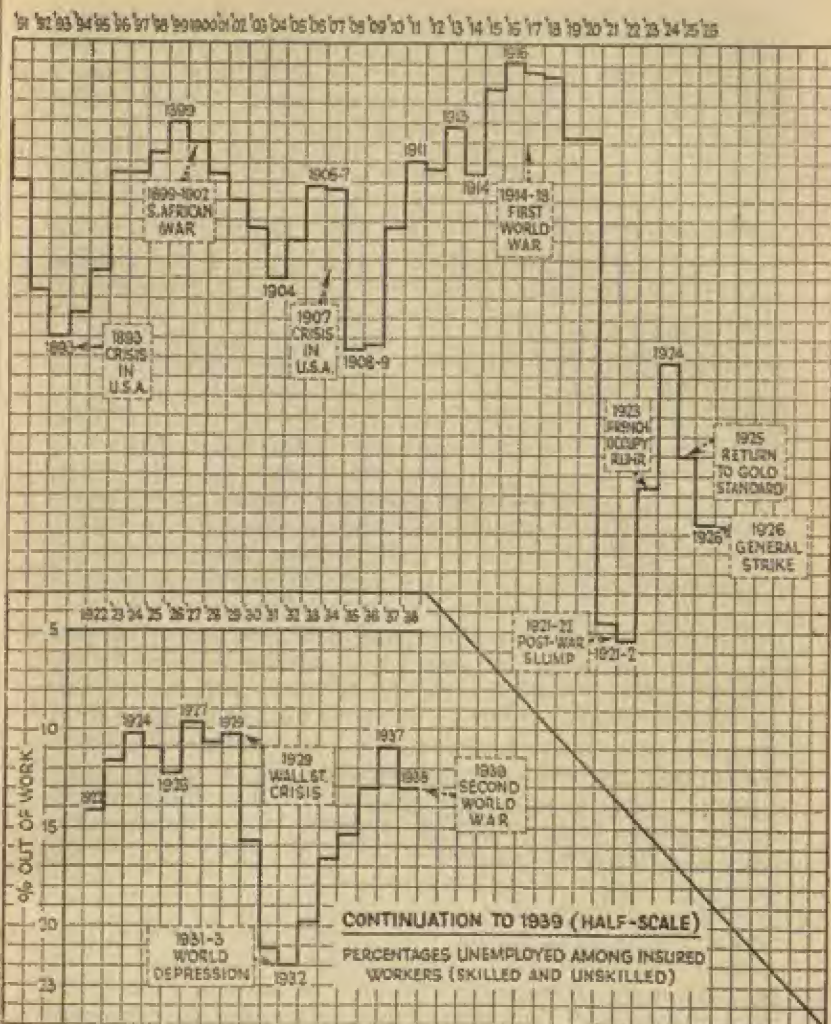 '91 '92 '93 '94 '95 '96 '97 '98 '99 1900 '01 '02 '03 '04 '05 '06 '07 '08 '09 '10 '11 '12 '13 '14 '15 '16 '17 '18 '19 '20 '21 '22 '23 '24 '25 '26
1916
1899
1913
1911
1906-7
1914
1899-1902
S. AFRICAN
WAR
1914-18
FIRST
WORLD
WAR
1904
1907
CRISIS
IN
U.S.A.
1893
1893
CRISIS
IN
U.S.A.
1908-9
1924
1923
FRENCH
OCCUPY
RUHR
1925
RETURN
TO GOLD
STANDARD
1926
1926
GENERAL
STRIKE
1921-22
POST-WAR
SLUMP
1921-2
1922 '23 '24 '25 '26 '27 '28 '29 '30 '31 '32 '33 '34 '35 '36 '37 '38
5
10
15
20
% OUT OF WORK
1922
1924
1926
1927
1929
1929
WALL ST.
CRISIS
1937
1938
SECOND
WORLD
WAR
1931-3
WORLD
DEPRESSION
1932
CONTINUATION TO 1939 (HALF-SCALE)
PERCENTAGES UNEMPLOYED AMONG INSURED
WORKERS (SKILLED AND UNSKILLED)